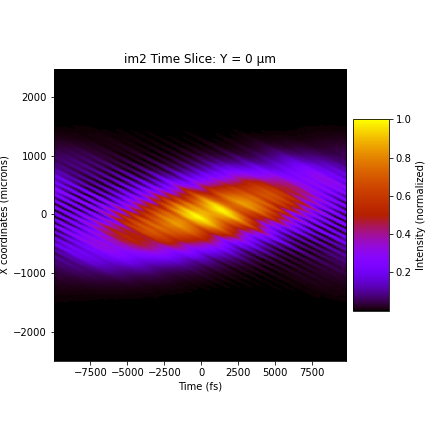 im2 Time Slice: Y = 0 μm
2000
1000
0
−1000
−2000
X coordinates (microns)
−7500 −5000 −2500 0 2500 5000 7500
Time (fs)
1.0
0.8
0.6
0.4
0.2
Intensity (normalized)